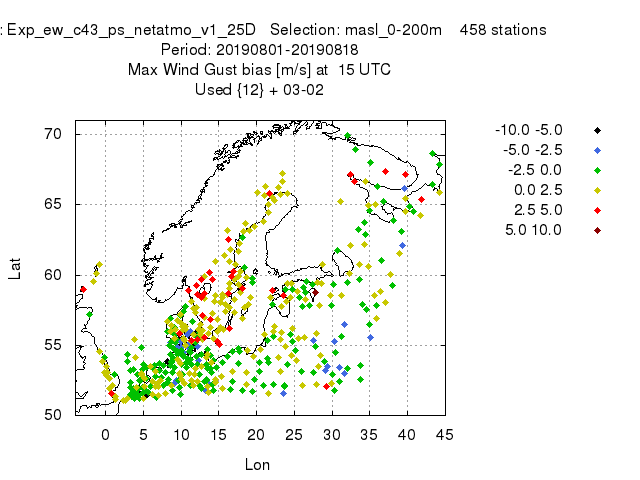 : Exp_ew_c43_ps_netatmo_v1_25D Selection: masl_0-200m 458 stations
Period: 20190801-20190818
Max Wind Gust bias [m/s] at 15 UTC
Used {12} + 03-02
-10.0 -5.0
-5.0 -2.5
-2.5 0.0
0.0 2.5
2.5 5.0
5.0 10.0
70
65
60
55
50
Lat
0 5 10 15 20 25 30 35 40 45
Lon